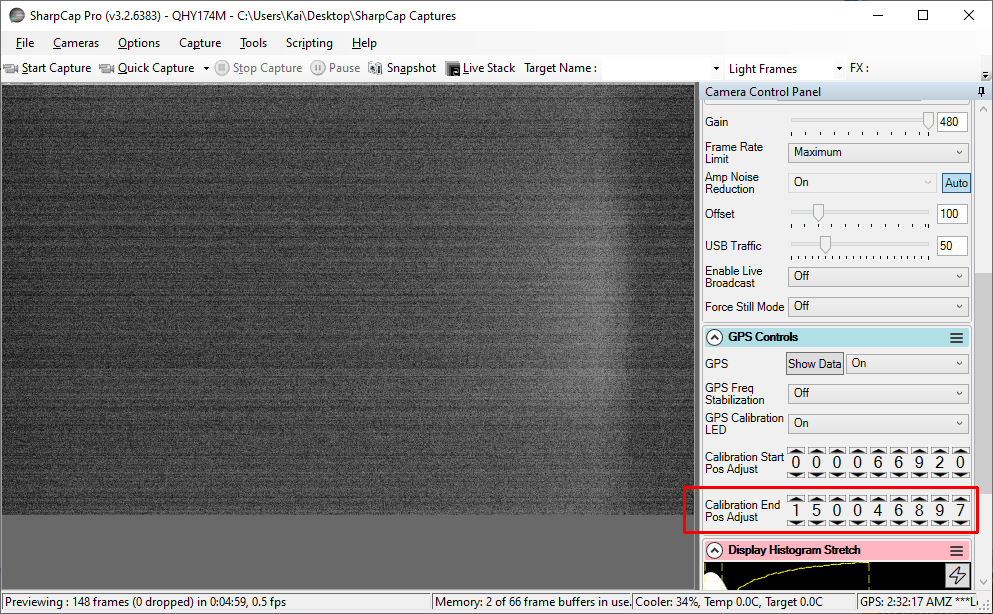 SharpCap Pro (v3.2.6383) - QHY174M - C:\Users\Kai\Desktop\SharpCap Captures
File Cameras Options Capture Tools Scripting Help
Start Capture Quick Capture Stop Capture Pause Snapshot Live Stack Target Name : Light Frames FX :
Camera Control Panel
Gain 480
Frame Rate
Limit
Maximum
Amp Noise
Reduction
On Auto
Offset 100
USB Traffic 50
Enable Live
Broadcast
Off
Force Still Mode Off
GPS Controls
GPS Show Data On
GPS Freq
Stabilization
Off
GPS Calibration
LED
On
Calibration Start
Pos Adjust
0 0 0 0 6 6 9 2 0
Calibration End
Pos Adjust
1 5 0 0 4 6 8 9 7
Display Histogram Stretch
Previewing : 148 frames (0 dropped) in 0:04:59, 0.5 fps Memory: 2 of 66 frame buffers in use. Cooler: 34%, Temp 0.0C, Target 0.0C GPS: 2:32:17 AMZ ***L